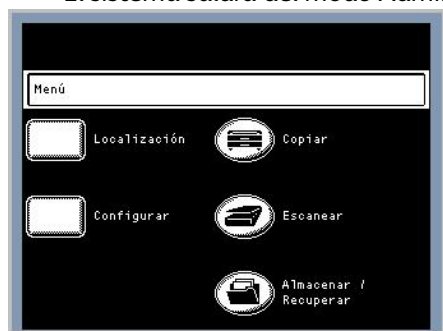 Menú
Localización
Copiar
Configurar
Escanear
Almacenar /
Recuperar